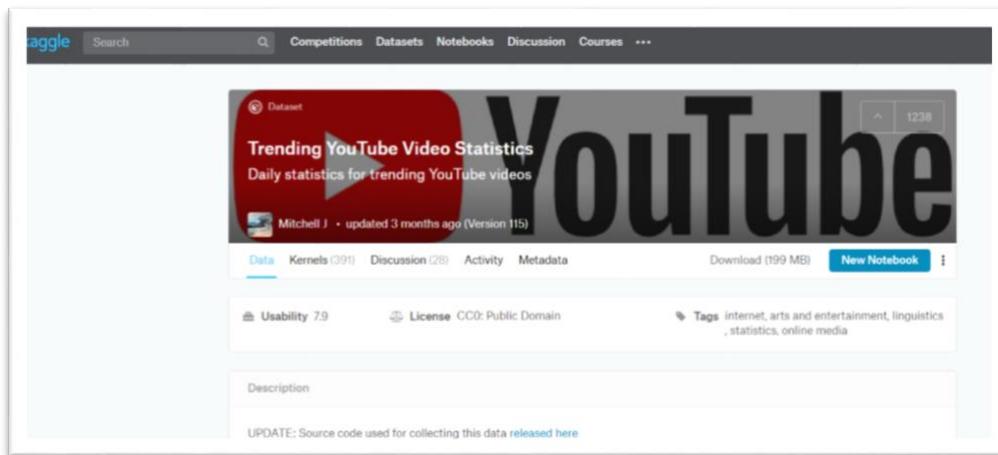 kaggle Search Competitions Datasets Notebooks Discussion Courses
Dataset
1238
YouTube
Trending YouTube Video Statistics
Daily statistics for trending YouTube videos
Mitchell J • updated 3 months ago (Version 115)
Data Kernels (391) Discussion (28) Activity Metadata Download (199 MB) New Notebook
Usability 7.9 License CC0: Public Domain Tags internet, arts and entertainment, linguistics
, statistics, online media
Description
UPDATE: Source code used for collecting this data released here